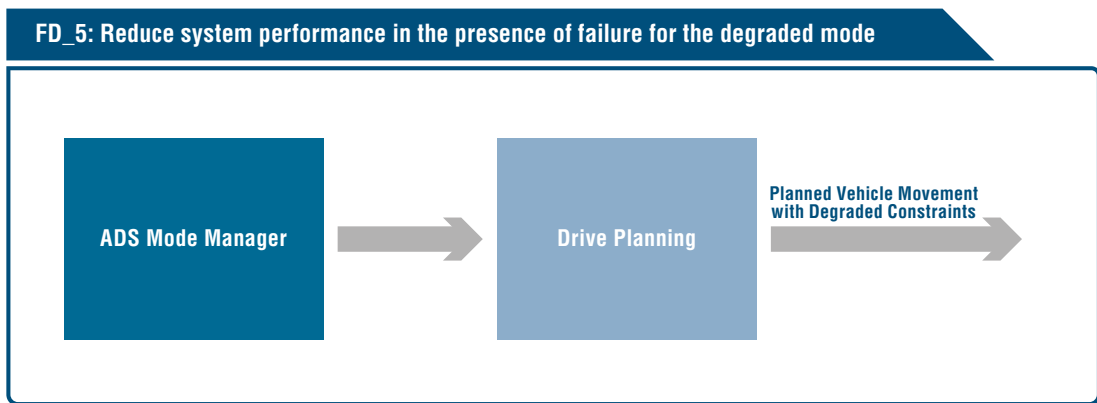 FD_5: Reduce system performance in the presence of failure for the degraded mode
ADS Mode Manager
Drive Planning
Planned Vehicle Movement
with Degraded Constraints